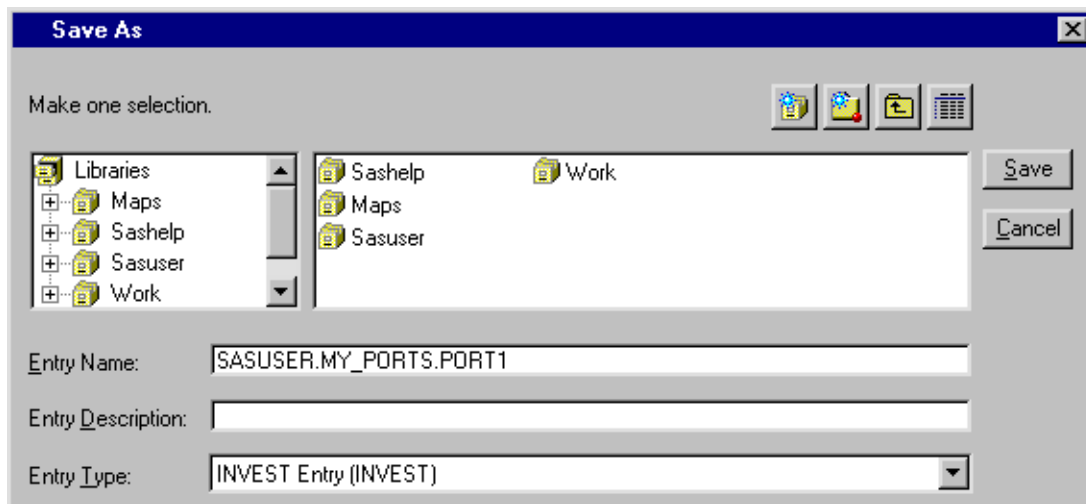 Save As
Make one selection.
Libraries
Maps
Sashelp
Sasuser
Work
Sashelp Work
Maps
Sasuser
Save
Cancel
Entry Name: SASUSER.MY_PORTS.PORT1
Entry Description:
Entry Type: INVEST Entry (INVEST)